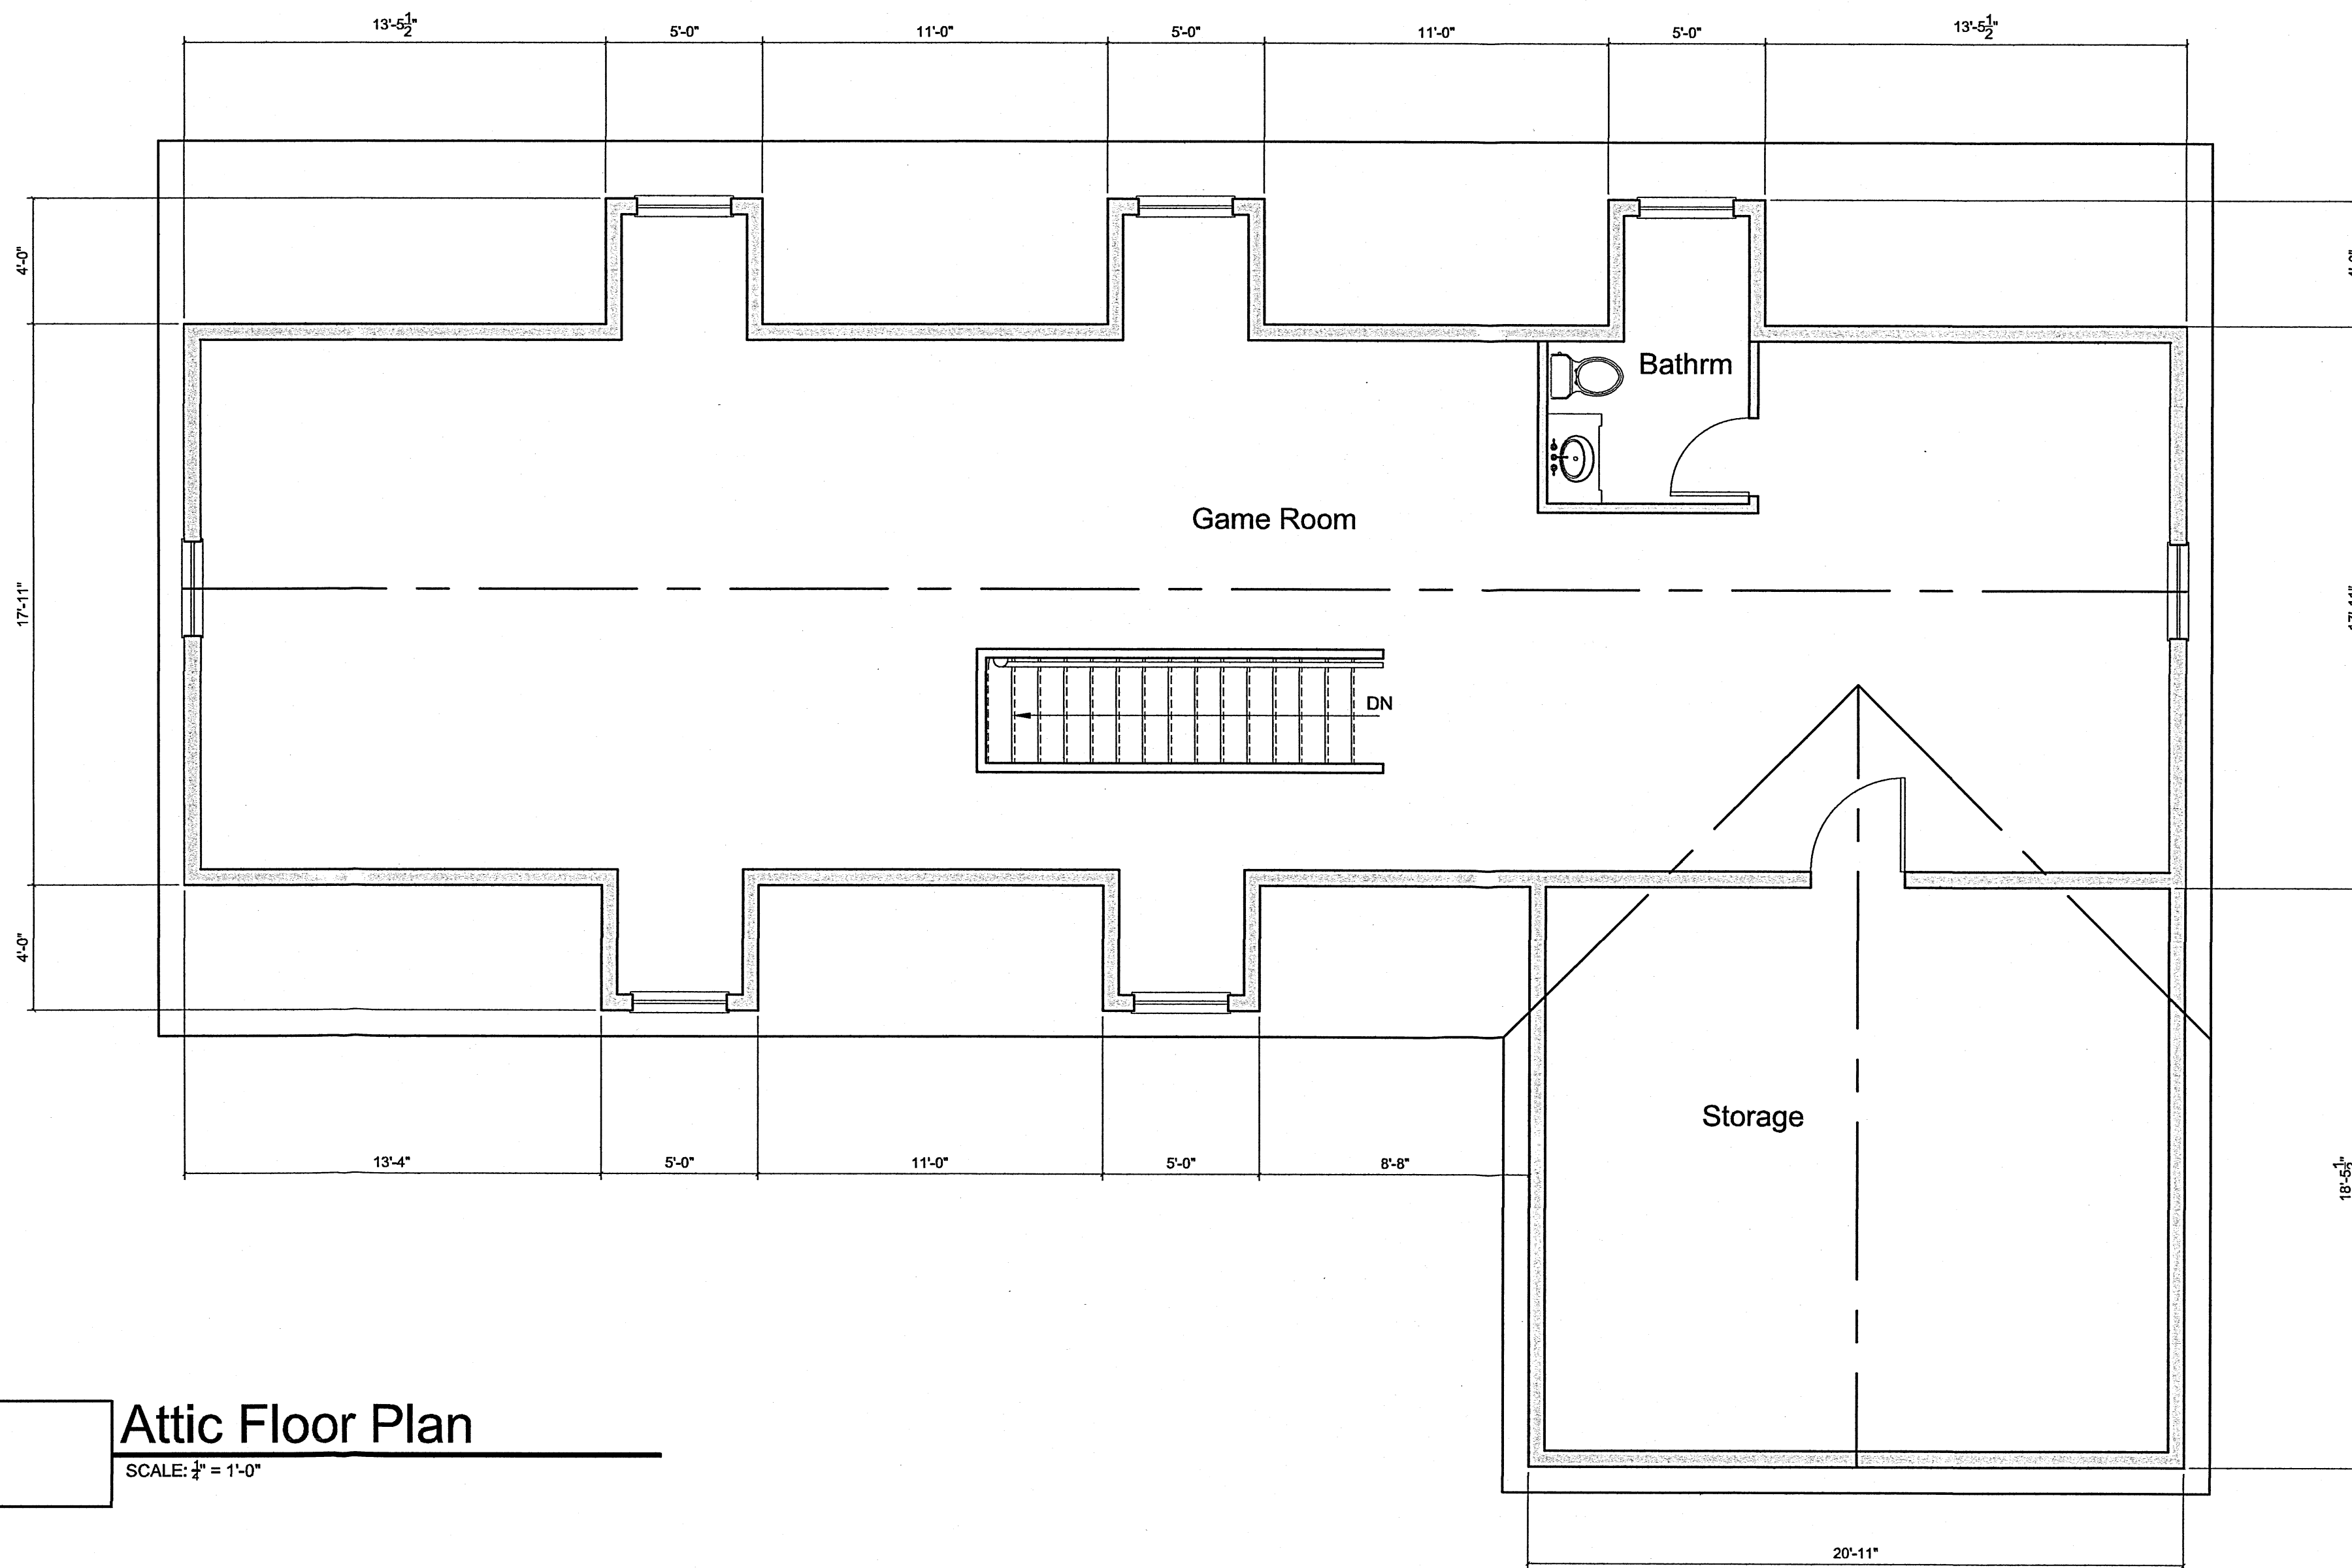 13'-5½" 5'-0" 11'-0" 5'-0" 11'-0" 5'-0" 13'-5½"
4'-0"
Bathrm
Game Room
17'-11"
DN
4'-0"
Storage
13'-4" 5'-0" 11'-0" 5'-0" 8'-8"
18'-5½"
Attic Floor Plan
SCALE: ¼" = 1'-0"
20'-11"